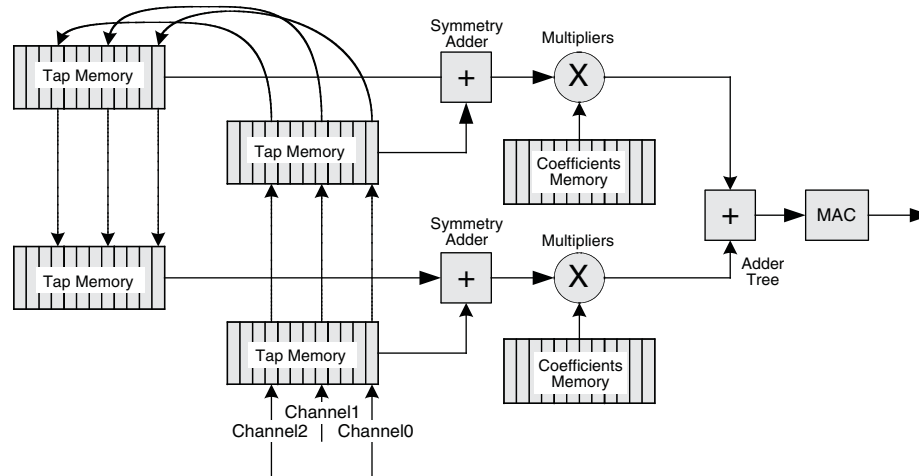 Symmetry
Adder
Multipliers
Tap Memory
+
X
Tap Memory
Coefficients
Memory
+
MAC
Symmetry
Adder
Multipliers
Tap Memory
+
X
Adder
Tree
Tap Memory
Coefficients
Memory
Channel1
Channel2
Channel0